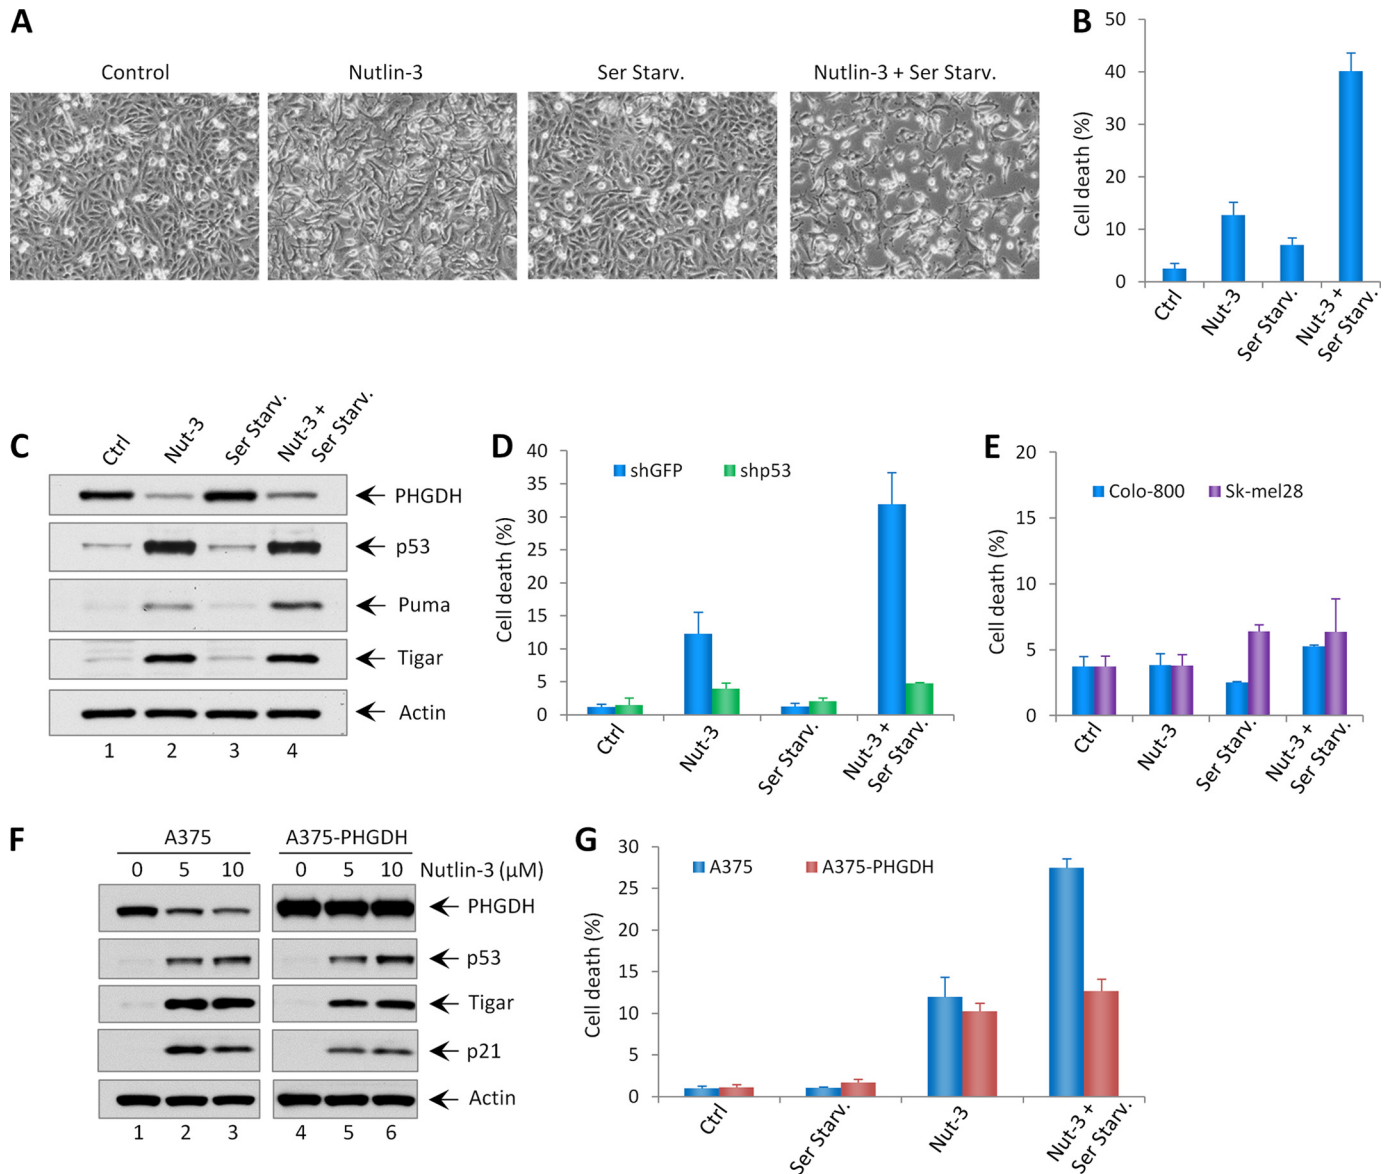 A
Control
Nutlin-3
Ser Starv.
Nutlin-3 + Ser Starv.
B
Cell death (%)
50
40
30
20
10
0
Ctrl
Nut-3
Ser Starv.
Nut-3 +
Ser Starv.
C
Ctrl
Nut-3
Ser Starv.
Nut-3 +
Ser Starv.
PHGDH
p53
Puma
Tigar
Actin
1 2 3 4
D
Cell death (%)
40
35
30
25
20
15
10
5
0
shGFP shp53
Ctrl
Nut-3
Ser Starv.
Nut-3 +
Ser Starv.
E
Cell death (%)
20
15
10
5
0
Colo-800 Sk-mel28
Ctrl
Nut-3
Ser Starv.
Nut-3 +
Ser Starv.
F
A375 A375-PHGDH
0 5 10 0 5 10 Nutlin-3 (µM)
PHGDH
p53
Tigar
p21
Actin
1 2 3 4 5 6
G
Cell death (%)
30
25
20
15
10
5
0
A375 A375-PHGDH
Ctrl
Ser Starv.
Nut-3
Nut-3 +
Ser Starv.